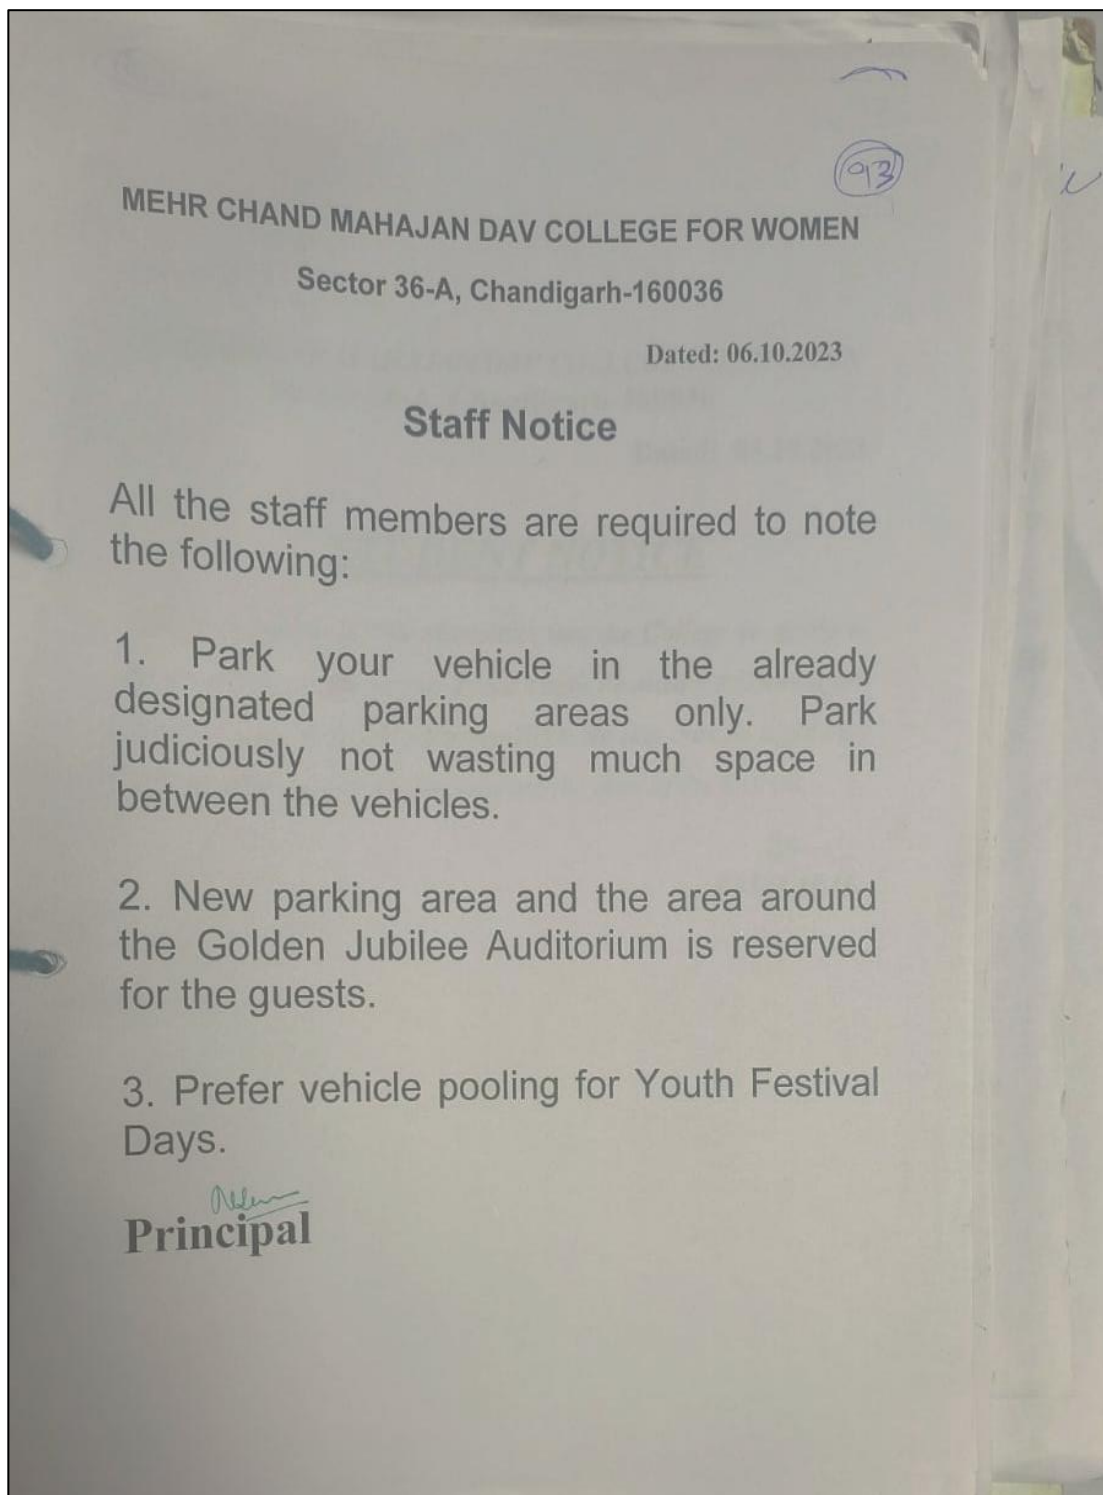 93
MEHR CHAND MAHAJAN DAV COLLEGE FOR WOMEN
Sector 36-A, Chandigarh-160036
Dated: 06.10.2023
Staff Notice
All the staff members are required to note
the following:
1. Park your vehicle in the already
designated parking areas only. Park
judiciously not wasting much space in
between the vehicles.
2. New parking area and the area around
the Golden Jubilee Auditorium is reserved
for the guests.
3. Prefer vehicle pooling for Youth Festival
Days.
Principal